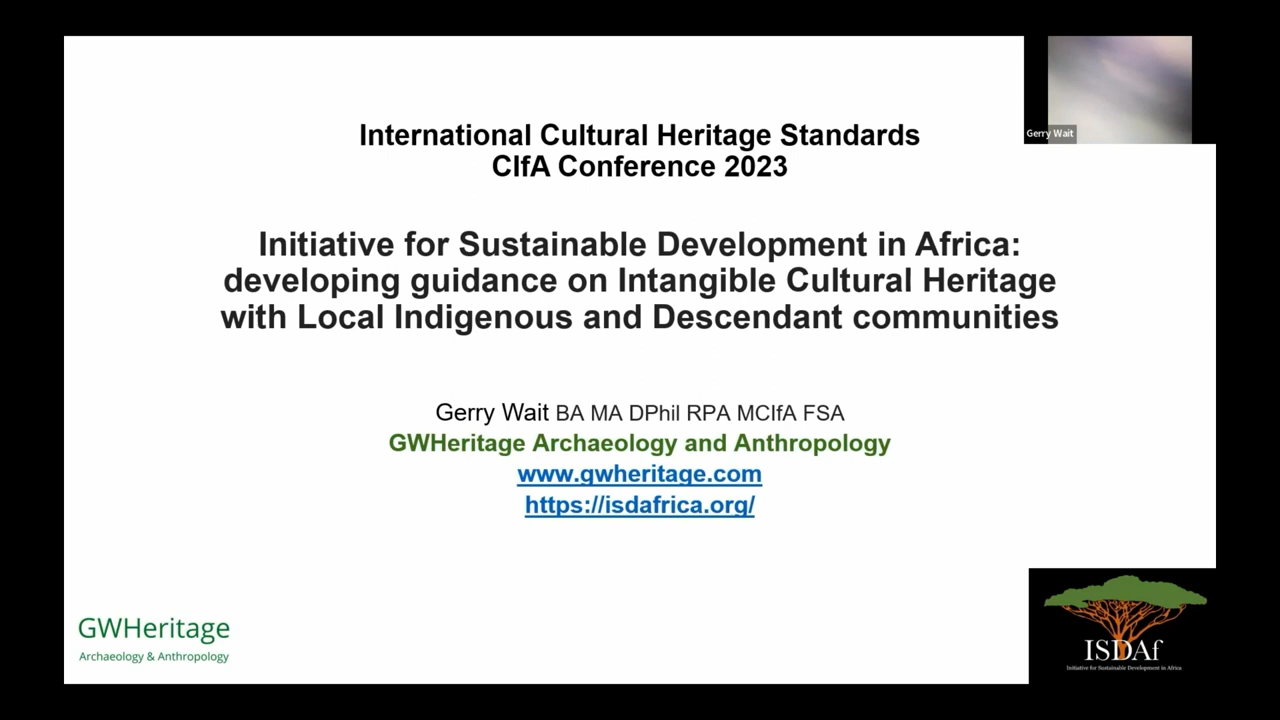 International Cultural Heritage Standards
CIfA Conference 2023
Gerry Wait
Initiative for Sustainable Development in Africa:
developing guidance on Intangible Cultural Heritage
with Local Indigenous and Descendant communities
Gerry Wait BA MA DPhil RPA MCIfA FSA
GWHeritage Archaeology and Anthropology
www.gwheritage.com
https://isdafrica.org/
GWHeritage
Archaeology & Anthropology
ISDAf
Initiative for Sustainable Development in Africa